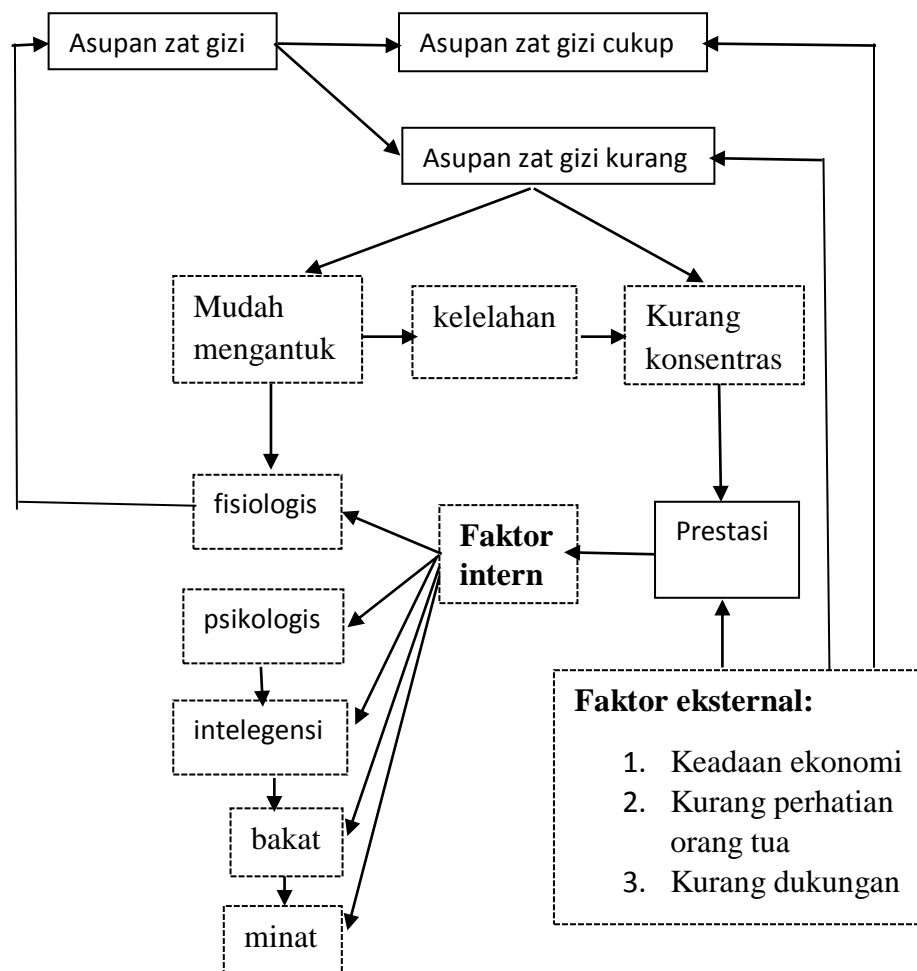 Asupan zat gizi
Asupan zat gizi cukup
Asupan zat gizi kurang
Mudah
mengantuk
kelelahan
Kurang
konsentras
fisiologis
Faktor
intern
Prestasi
psikologis
intelegensi
bakat
minat
Faktor eksternal:
1. Keadaan ekonomi
2. Kurang perhatian
orang tua
3. Kurang dukungan